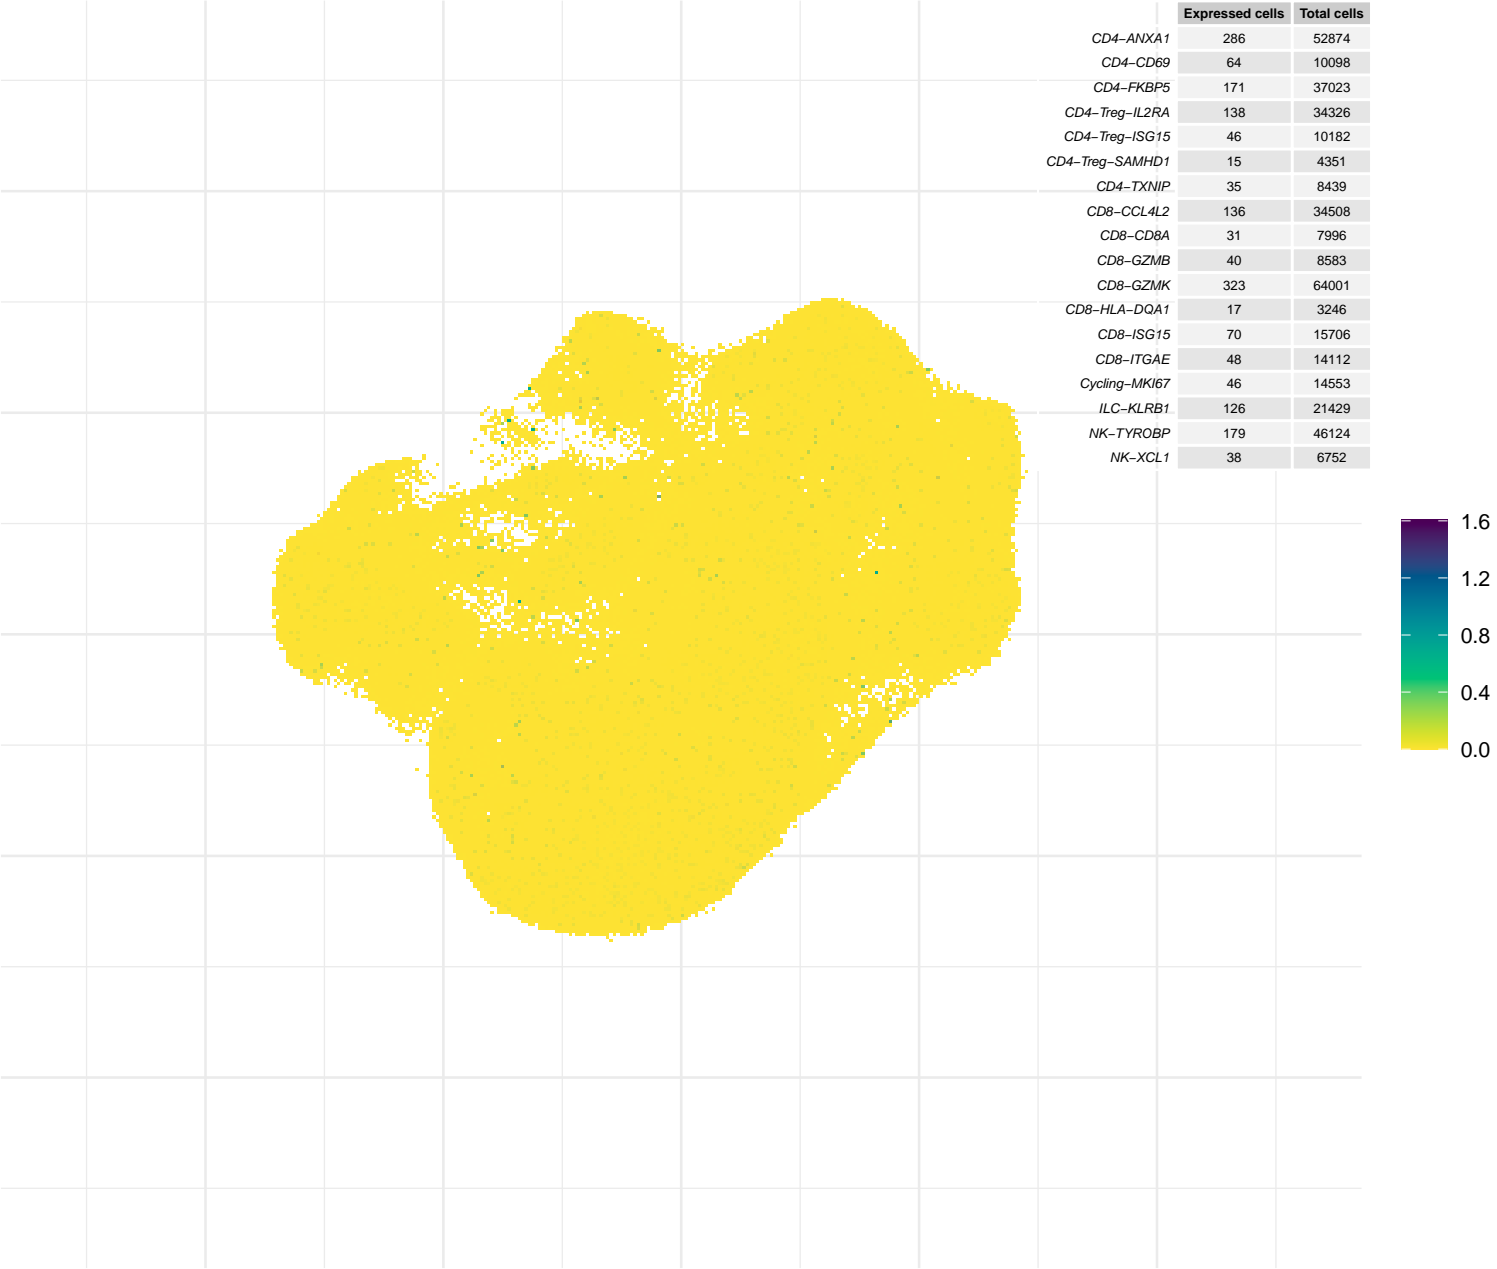 Expressed cells Total cells
CD4−ANXA1 286 52874
CD4−CD69 64 10098
CD4−FKBP5 171 37023
CD4−Treg−IL2RA 138 34326
CD4−Treg−ISG15 46 10182
CD4−Treg−SAMHD1 15 4351
CD4−TXNIP 35 8439
CD8−CCL4L2 136 34508
CD8−CD8A 31 7996
CD8−GZMB 40 8583
CD8−GZMK 323 64001
CD8−HLA−DQA1 17 3246
CD8−ISG15 70 15706
CD8−ITGAE 48 14112
Cycling−MKI67 46 14553
ILC−KLRB1 126 21429
NK−TYROBP 179 46124
NK−XCL1 38 6752
1.6
1.2
0.8
0.4
0.0